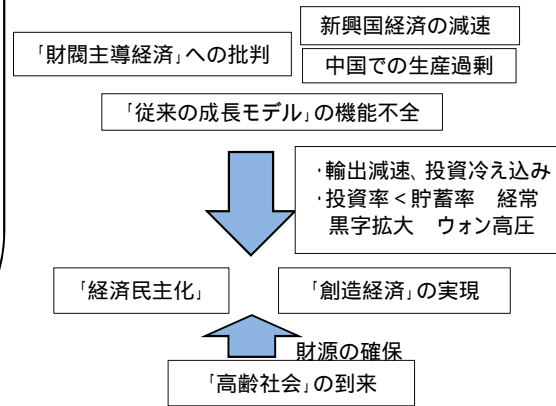 新興国経済の減速
「財閥主導経済」への批判
中国での生産過剰
「従来の成長モデル」の機能不全
・輸出減速、投資冷え込み
・投資率<貯蓄率 経常
黒字拡大 ウォン高圧
「経済民主化」
「創造経済」の実現
財源の確保
「高齢社会」の到来